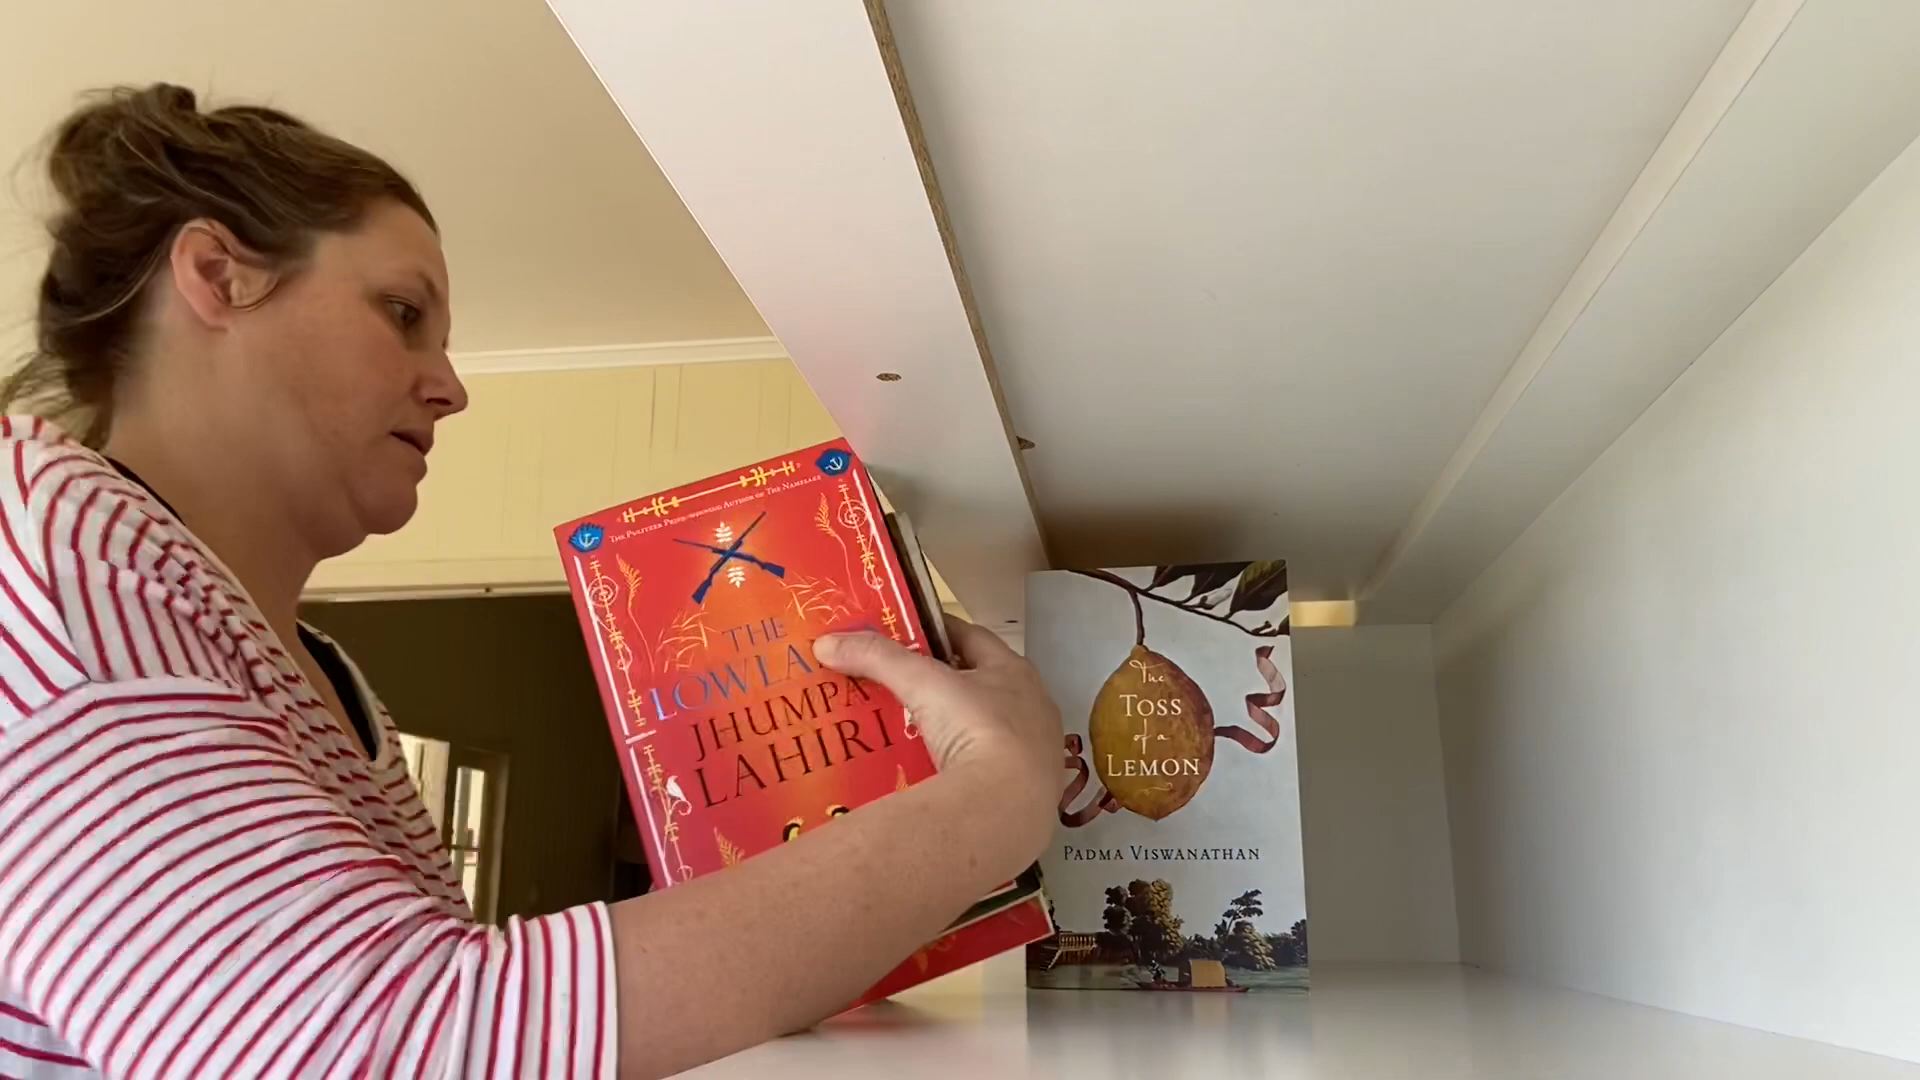 THE PULITZER PRIZE-WINNING AUTHOR OF THE NAMESAKE
THE
LOWLA
JHUMPA
LAHIRI
The
TOSS
of a
LEMON
PADMA VISWANATHAN